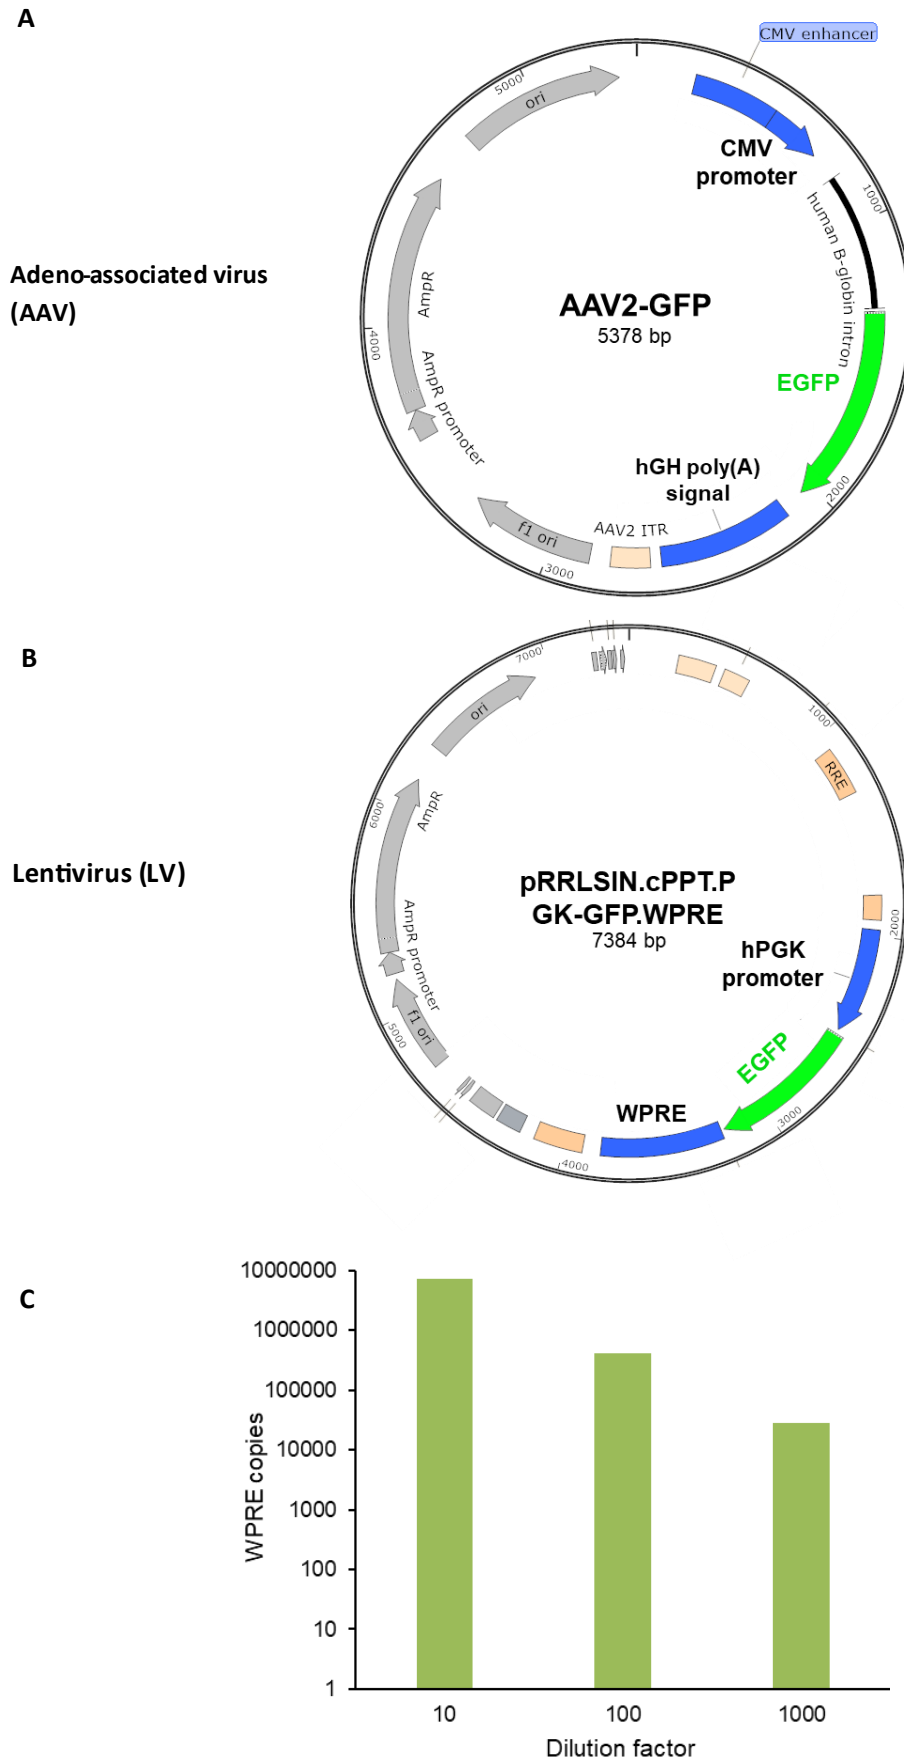 A
CMV enhancer
5000
ori
CMV
promoter
1000
human B-globin intron
Adeno-associated virus
(AAV)
AmpR
AAV2-GFP
5378 bp
4000
AmpR promoter
EGFP
hGH poly(A)
signal
2000
f1 ori
AAV2 ITR
3000
B
7000
ori
1000
RRE
6000
AmpR
Lentivirus (LV)
pRRLSIN.cPPT.P
GK-GFP.WPRE
7384 bp
2000
hPGK
promoter
AmpR promoter
f1 ori
5000
EGFP
WPRE
3000
4000
C
WPRE copies
10000000
1000000
100000
10000
1000
100
10
1
10 100 1000
Dilution factor